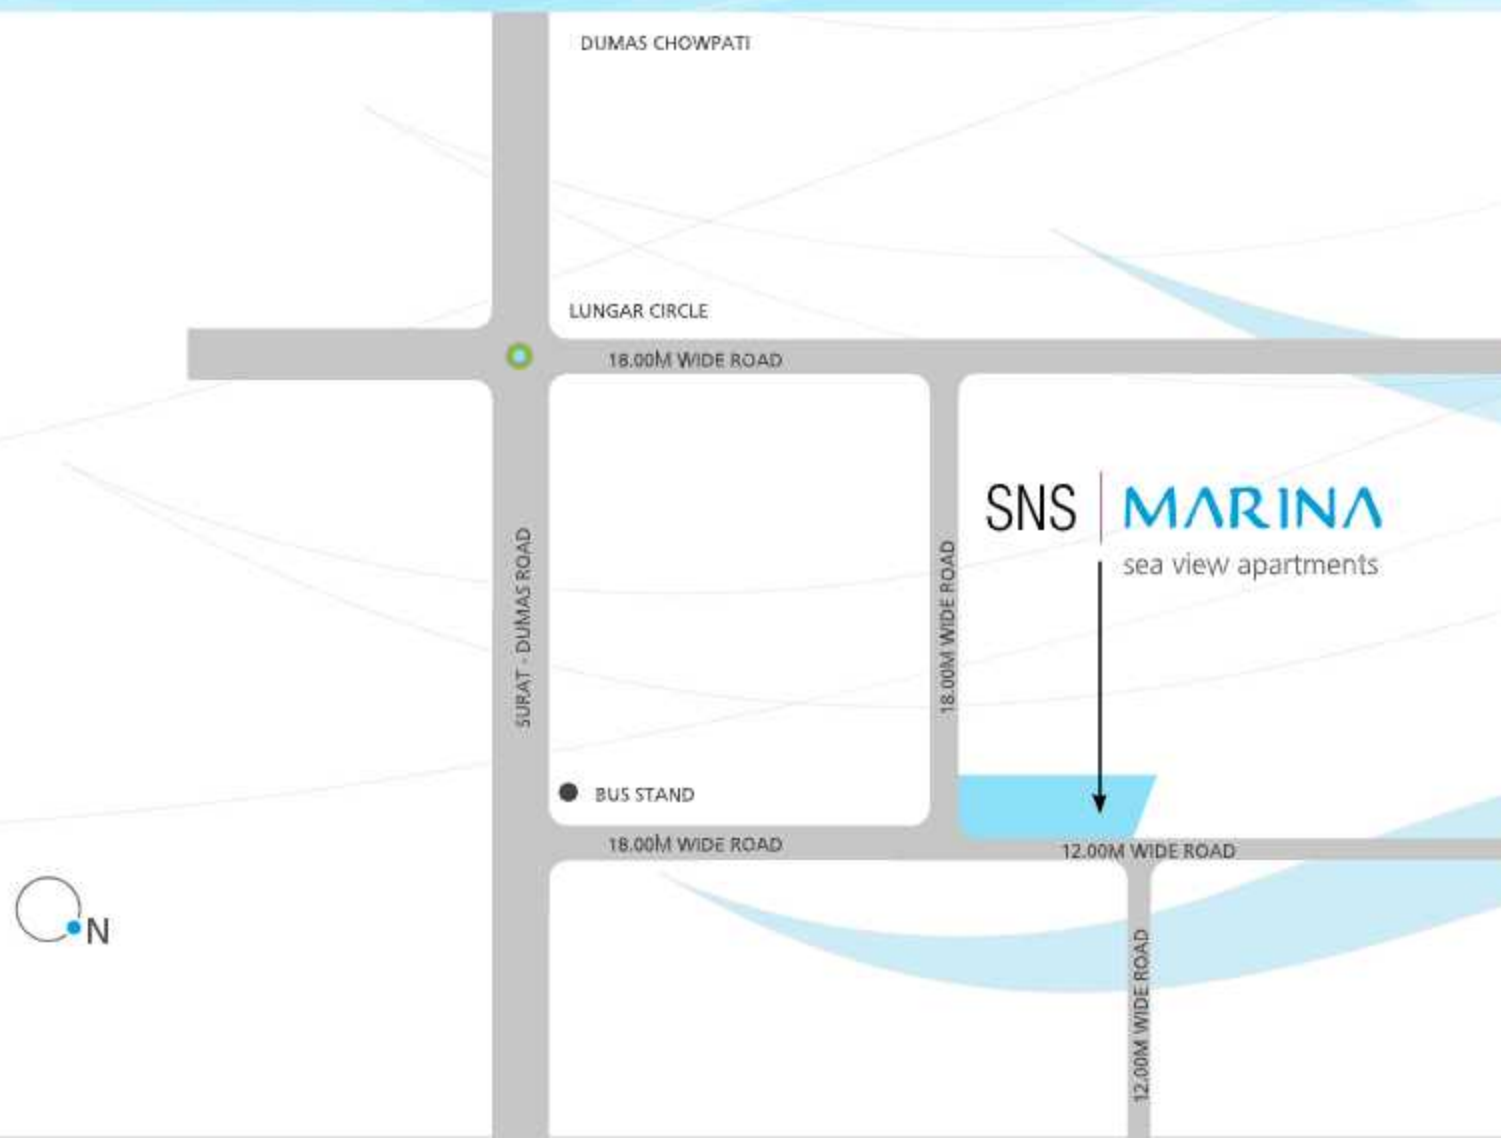 DUMAS CHOWPATI
LUNGAR CIRCLE
18.00M WIDE ROAD
SNS | MARINA
sea view apartments
SURAT - DUMAS ROAD
18.00M WIDE ROAD
BUS STAND
18.00M WIDE ROAD
12.00M WIDE ROAD
N
12.00M WIDE ROAD